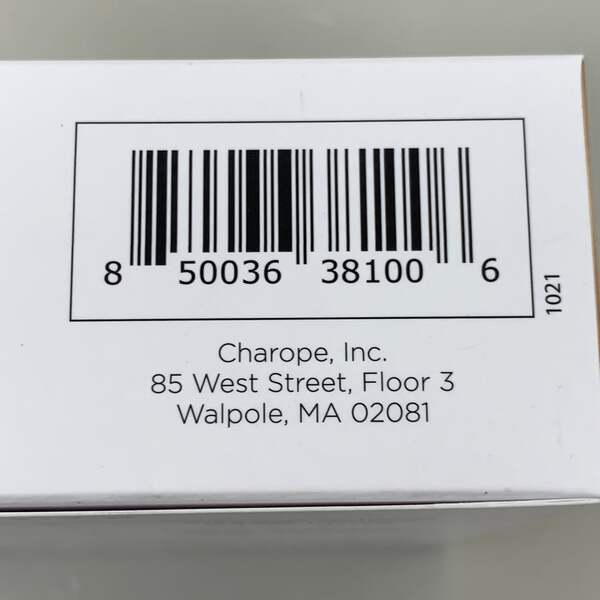 8 50036 38100 6
1021
Charope, Inc.
85 West Street, Floor 3
Walpole, MA 02081